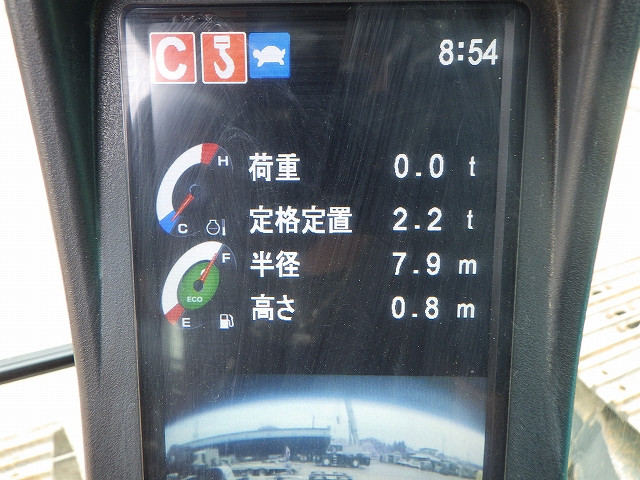 C 8:54
H
C
荷重 0.0 t
定格定置 2.2 t
F
半径 7.9 m
ECO
高さ 0.8 m
E